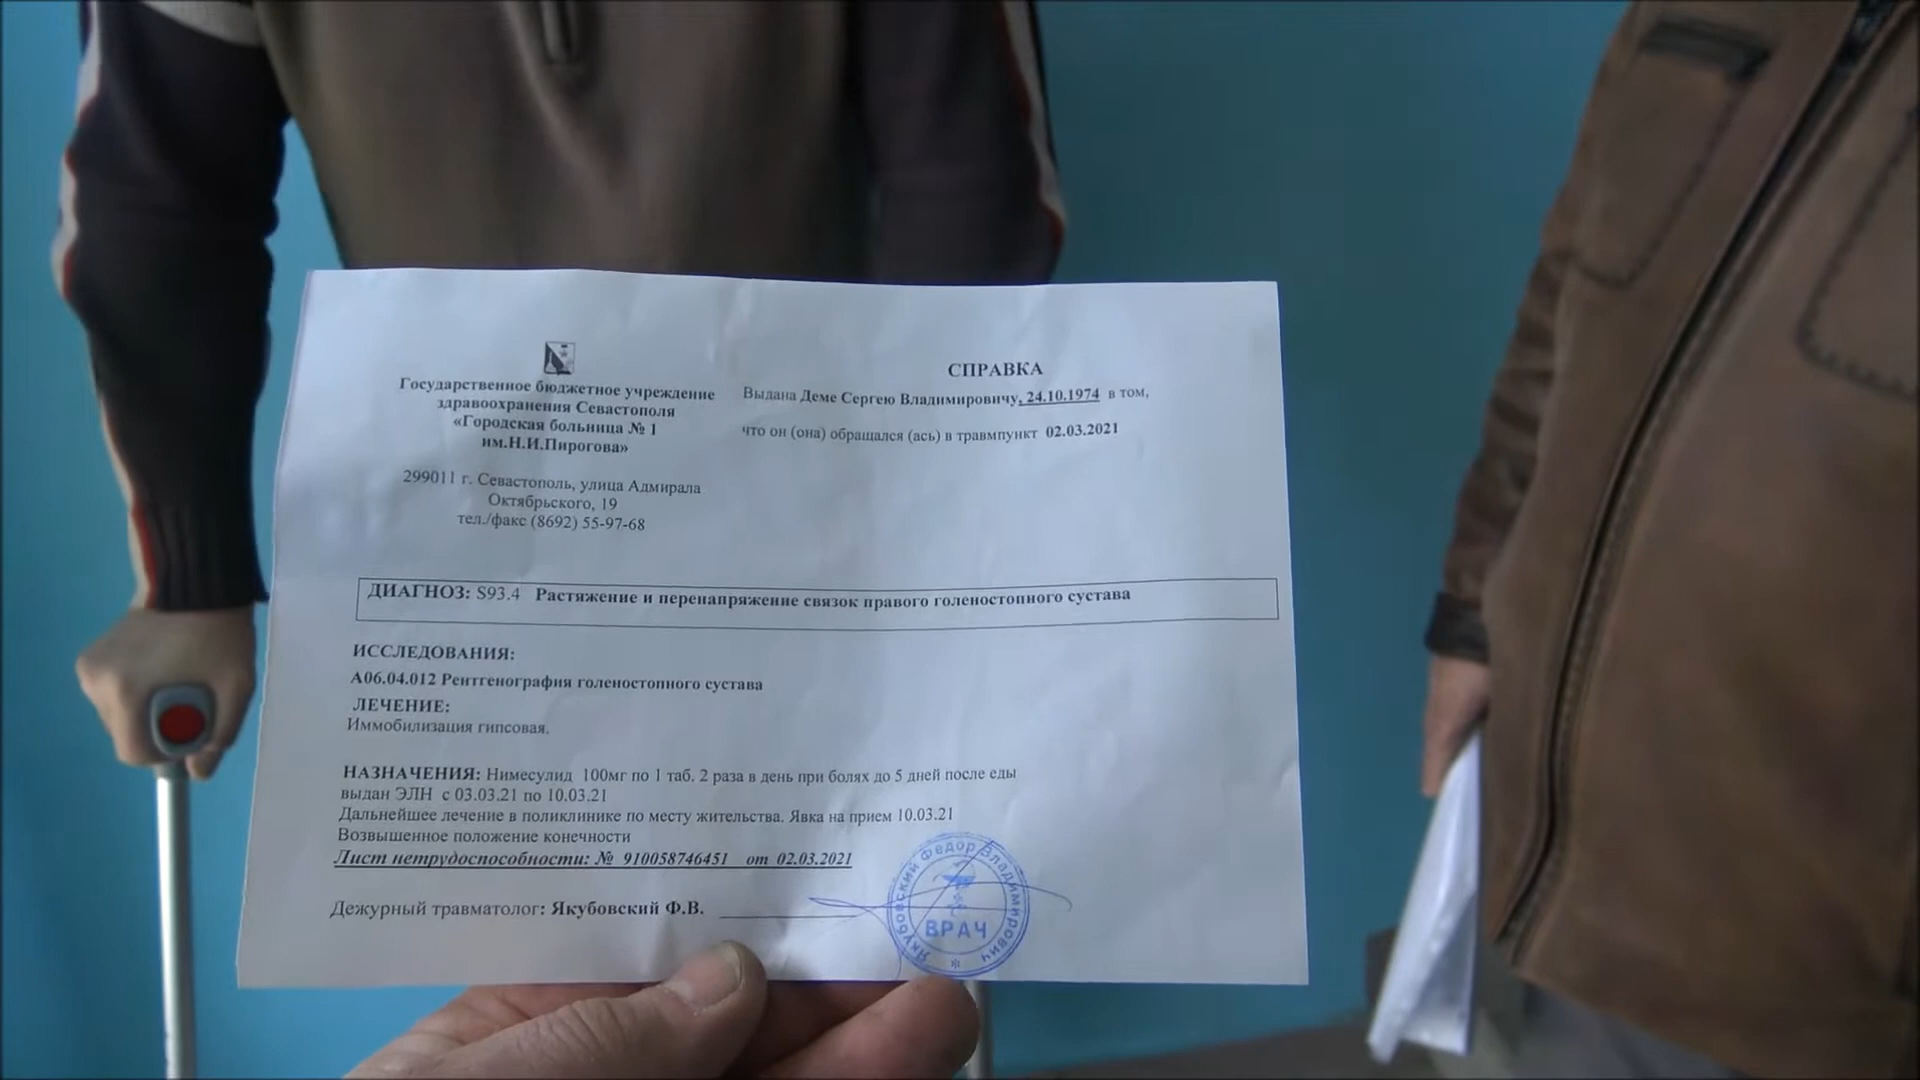 Государственное бюджетное учреждение
здравоохранения Севастополя
«Городская больница № 1
им.Н.И.Пирогова»
299011 г. Севастополь, улица Адмирала
Октябрьского, 19
тел./факс (8692) 55-97-68
СПРАВКА
Выдана Деме Сергею Владимировичу, 24.10.1974 в том,
что он (она) обращался (ась) в травмпункт 02.03.2021
ДИАГНОЗ: S93.4 Растяжение и перенапряжение связок правого голеностопного сустава
ИССЛЕДОВАНИЯ:
А06.04.012 Рентгенография голеностопного сустава
ЛЕЧЕНИЕ:
Иммобилизация гипсовая.
НАЗНАЧЕНИЯ: Нимесулид 100мг по 1 таб. 2 раза в день при болях до 5 дней после еды
выдан ЭЛН с 03.03.21 по 10.03.21
Дальнейшее лечение в поликлинике по месту жительства. Явка на прием 10.03.21
Возвышенное положение конечности
Лист нетрудоспособности: № 910058746451 от 02.03.2021
Дежурный травматолог: Якубовский Ф.В.
Якубовский Федор Владимирович
ВРАЧ